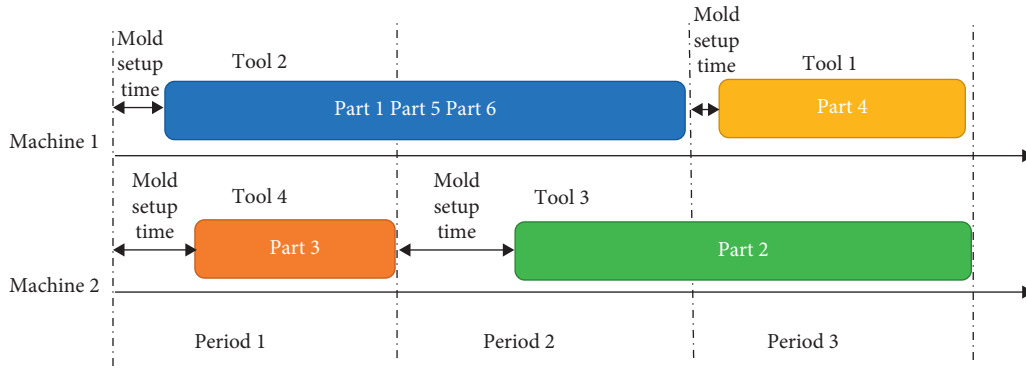 Mold
setup
time
Tool 2
Part 1 Part 5 Part 6
Mold
setup
time
Tool 1
Part 4
Machine 1
Mold
setup
time
Tool 4
Part 3
Mold
setup
time
Tool 3
Part 2
Machine 2
Period 1
Period 2
Period 3